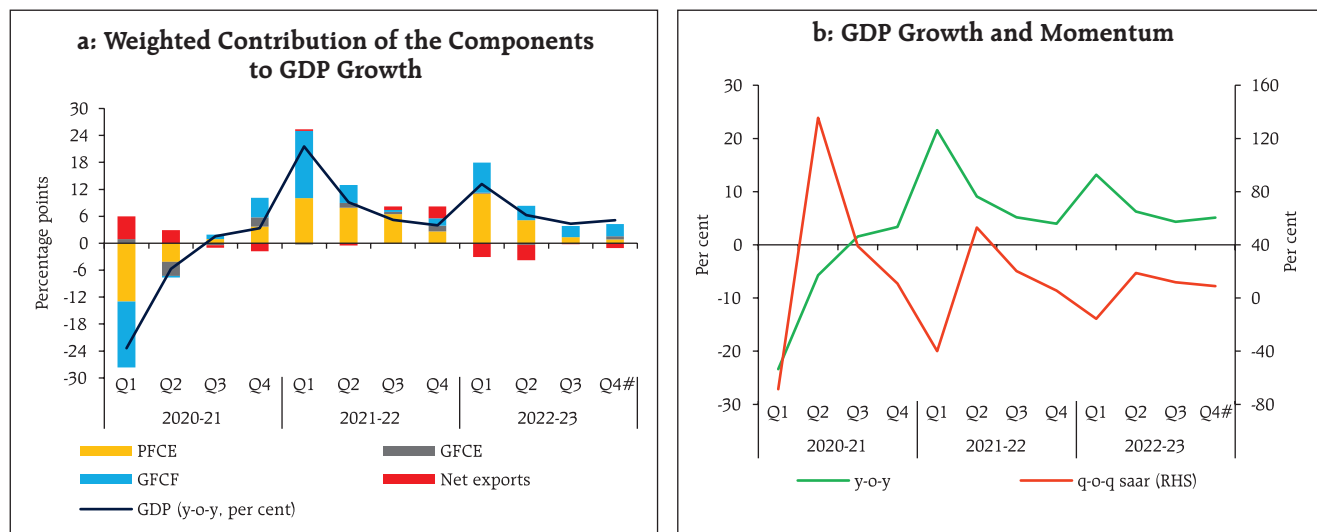 a: Weighted Contribution of the Components
to GDP Growth
Percentage points
30
24
18
12
6
0
-6
-12
-18
-24
-30
Q1 Q2 Q3 Q4 Q1 Q2 Q3 Q4 Q1 Q2 Q3 Q4#
2020-21 2021-22 2022-23
PFCE GFCE
GFCF Net exports
GDP (y-o-y, per cent)
b: GDP Growth and Momentum
Per cent
30
20
10
0
-10
-20
-30
160
120
80
40
0
-40
-80
Per cent
Q1 Q2 Q3 Q4 Q1 Q2 Q3 Q4 Q1 Q2 Q3 Q4#
2020-21 2021-22 2022-23
y-o-y q-o-q saar (RHS)